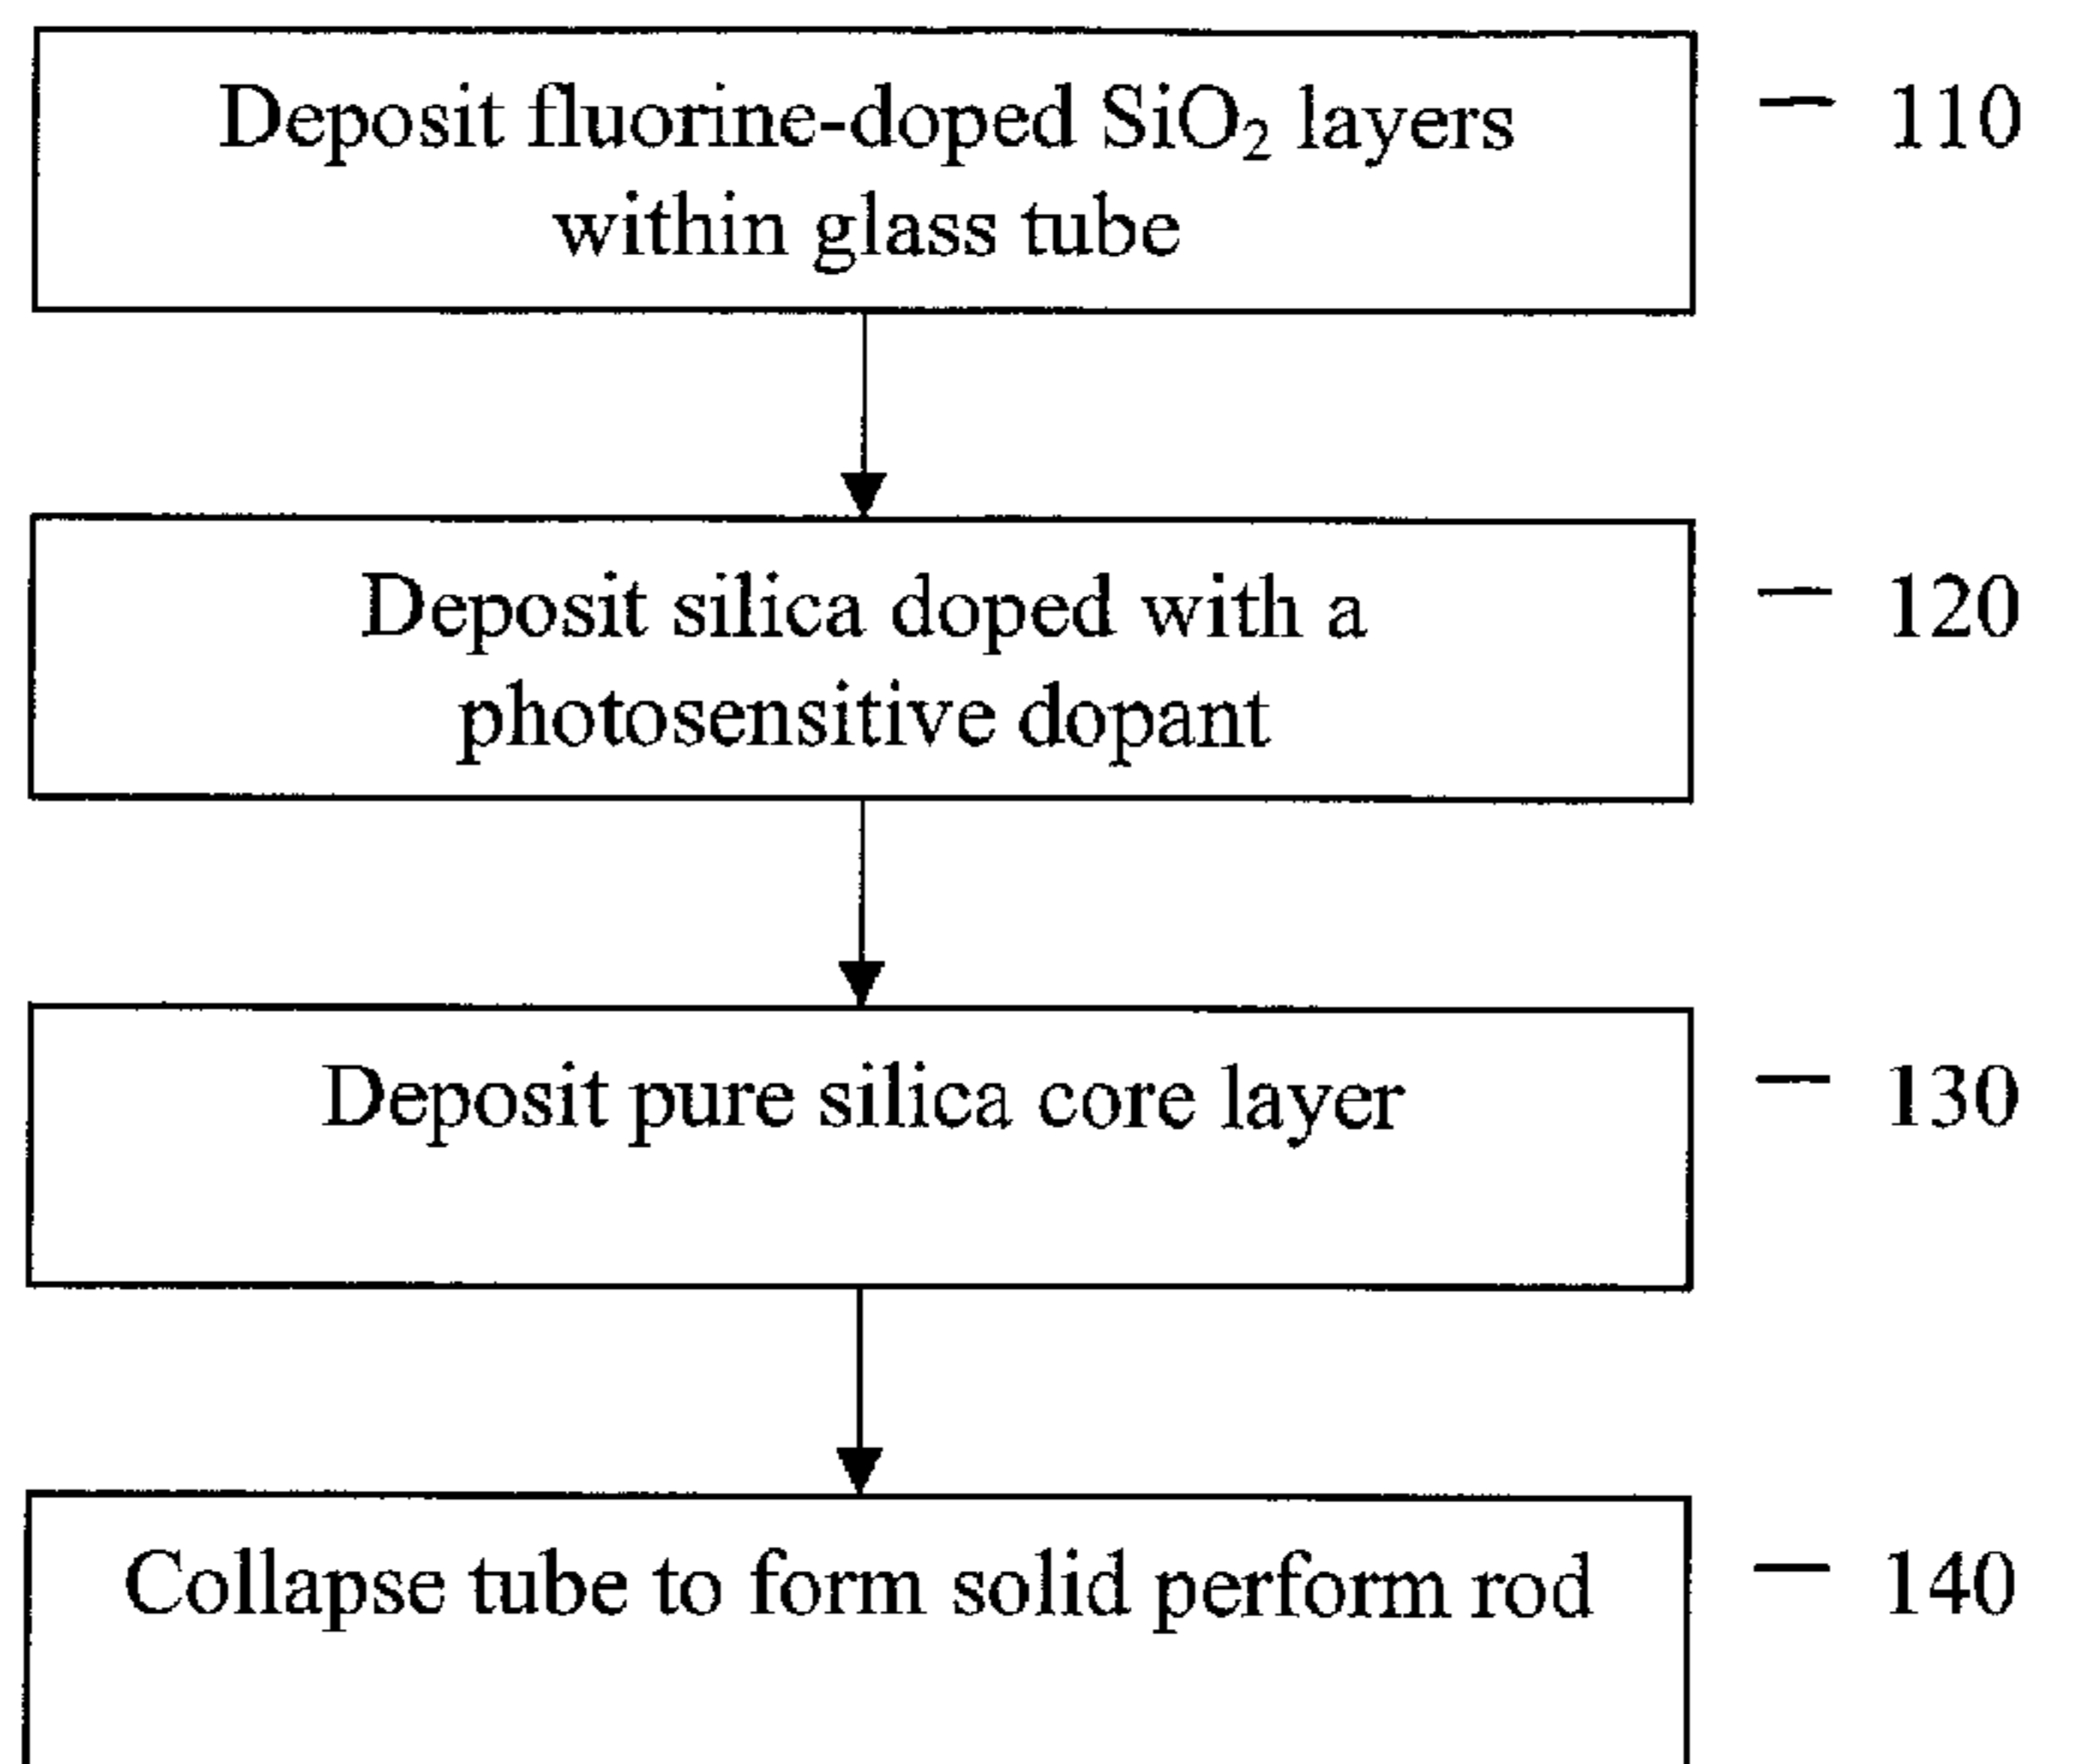 Deposit fluorine-doped SiO₂ layers — 110
within glass tube
Deposit silica doped with a — 120
photosensitive dopant
Deposit pure silica core layer — 130
Collapse tube to form solid perform rod — 140